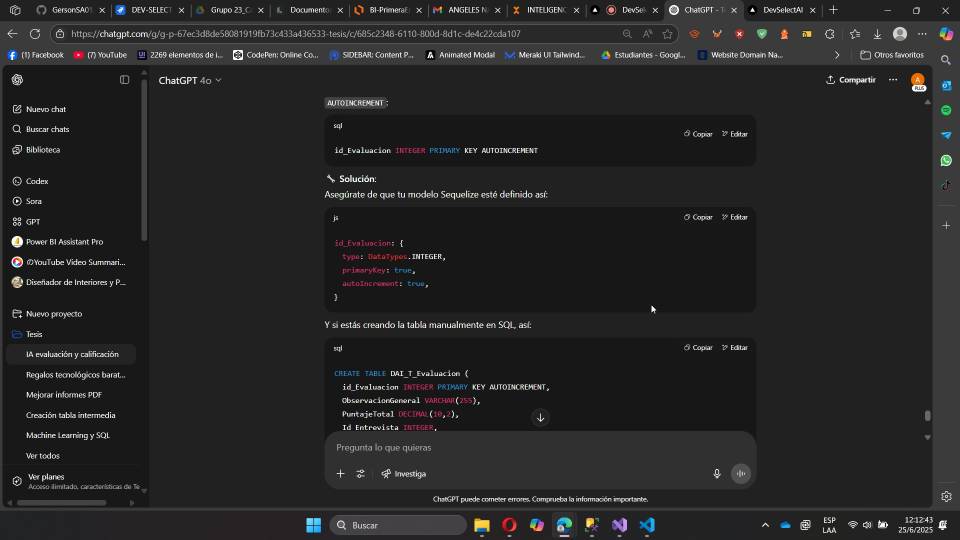 GersonSA01
DEV-SELECT
Grupo 23_Ca
Documento
BI-PrimeraE
ANGELES NA
INTELIGENC
DevSele
ChatGPT - Te
DevSelectAI
https://chatgpt.com/g/g-p-67ec3d8de58081919fb73c433a436533-tesis/c/685c2348-6110-800d-8d1c-de4c22cda107
(1) Facebook
(7) YouTube
2269 elementos de i...
CodePen: Online Co...
SIDEBAR: Content P...
Animated Modal
Meraki UI Tailwind...
Estudiantes - Googl...
Website Domain Na...
Otros favoritos
ChatGPT 4o
Compartir
PLUS
Nuevo chat
Buscar chats
Biblioteca
Codex
Sora
GPT
Power BI Assistant Pro
YouTube Video Summari...
Diseñador de Interiores y P...
Nuevo proyecto
Tesis
IA evaluación y calificación
Regalos tecnológicos barat...
Mejorar informes PDF
Creación tabla intermedia
Machine Learning y SQL
Ver todos
Ver planes
Acceso ilimitado, características de Te
AUTOINCREMENT:
sql
Copiar
Editar
id_Evaluacion INTEGER PRIMARY KEY AUTOINCREMENT
🔧 Solución:
Asegúrate de que tu modelo Sequelize esté definido así:
js
Copiar
Editar
id_Evaluacion: {
type: DataTypes.INTEGER,
primaryKey: true,
autoIncrement: true,
}
Y si estás creando la tabla manualmente en SQL, así:
sql
Copiar
Editar
CREATE TABLE DAI_T_Evaluacion (
id_Evaluacion INTEGER PRIMARY KEY AUTOINCREMENT,
ObservacionGeneral VARCHAR(255),
PuntajeTotal DECIMAL(10,2),
Id_Entrevista INTEGER,
Pregunta lo que quieras
Investiga
ChatGPT puede cometer errores. Comprueba la información importante.
Buscar
ESP
LAA
12:12:43
25/6/2025